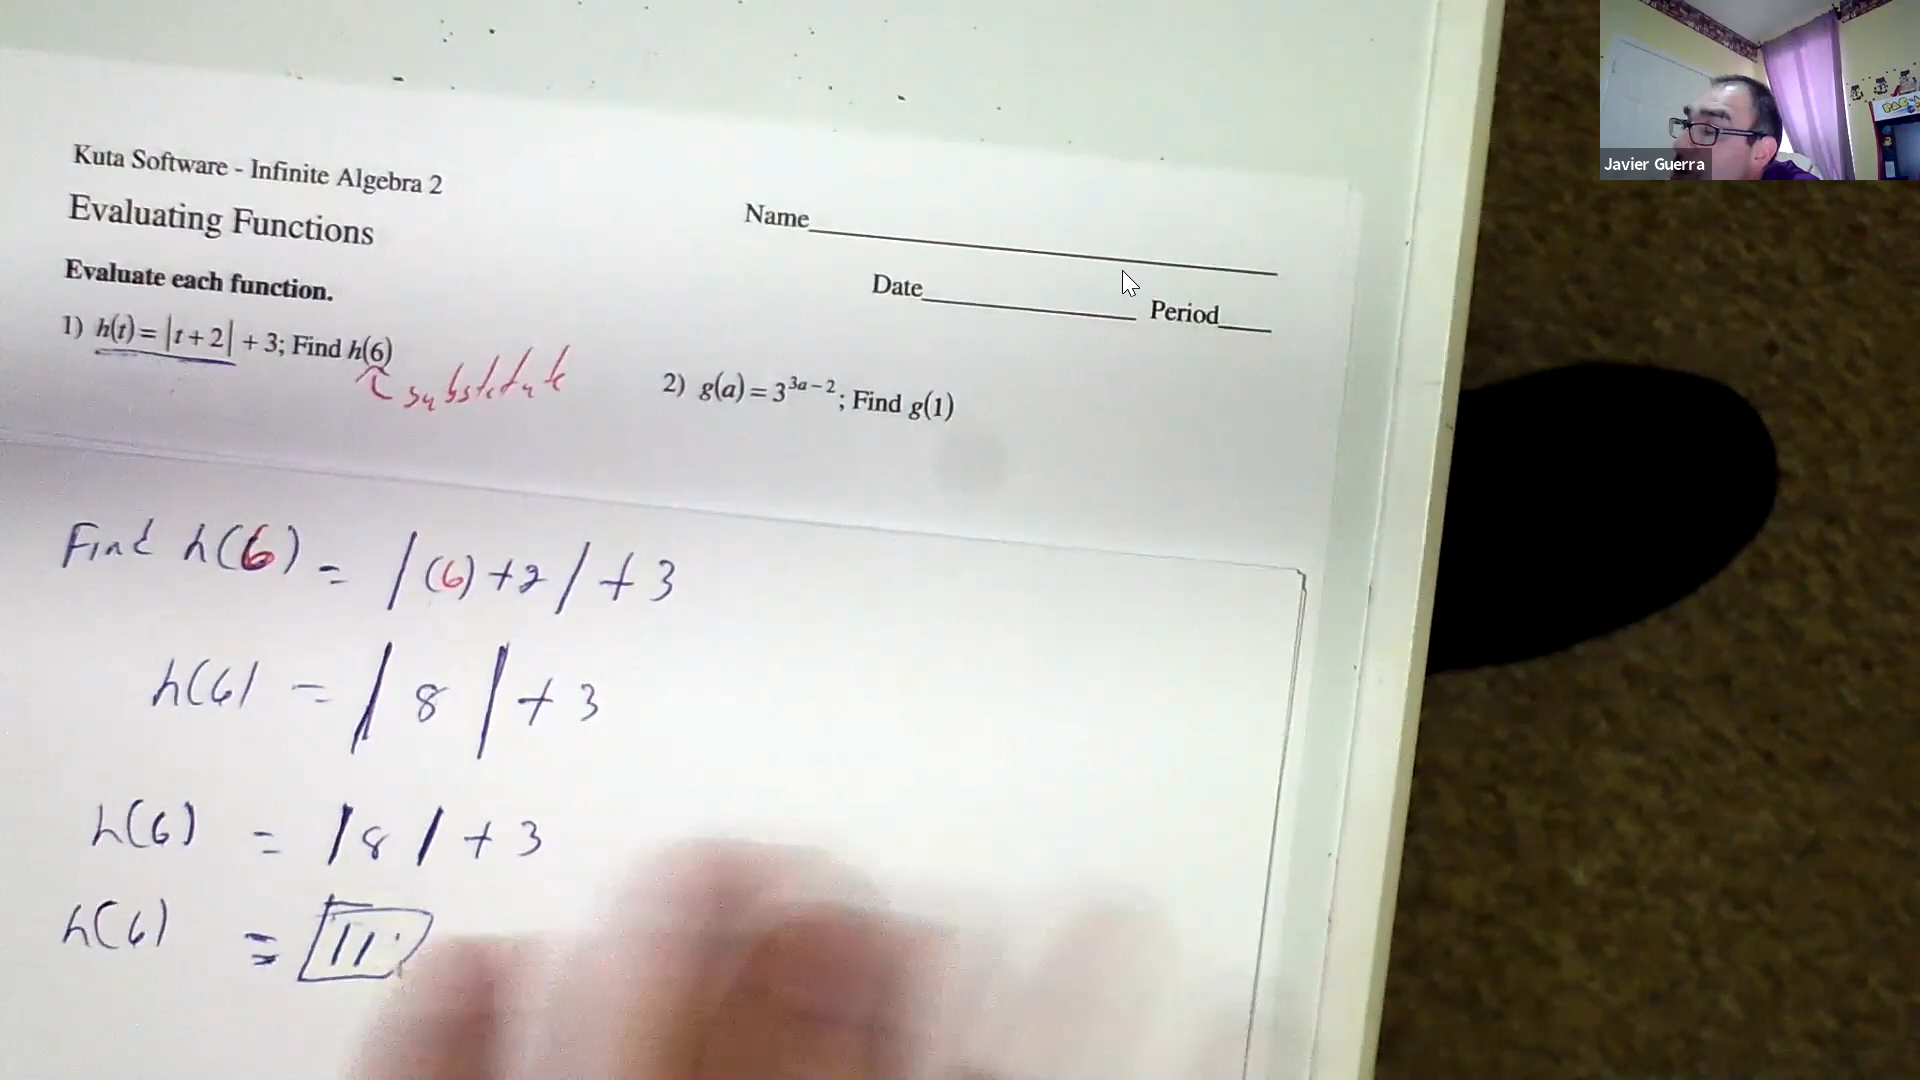 Javier Guerra
Kuta Software - Infinite Algebra 2
Evaluating Functions
Name
Date Period
Evaluate each function.
1) h(t) = |t + 2| + 3; Find h(6)
substitute
2) g(a) = 3^{3a − 2}; Find g(1)
Find h(6) = |(6) + 2| + 3
h(6) = |8| + 3
h(6) = |8| + 3
h(6) = 11